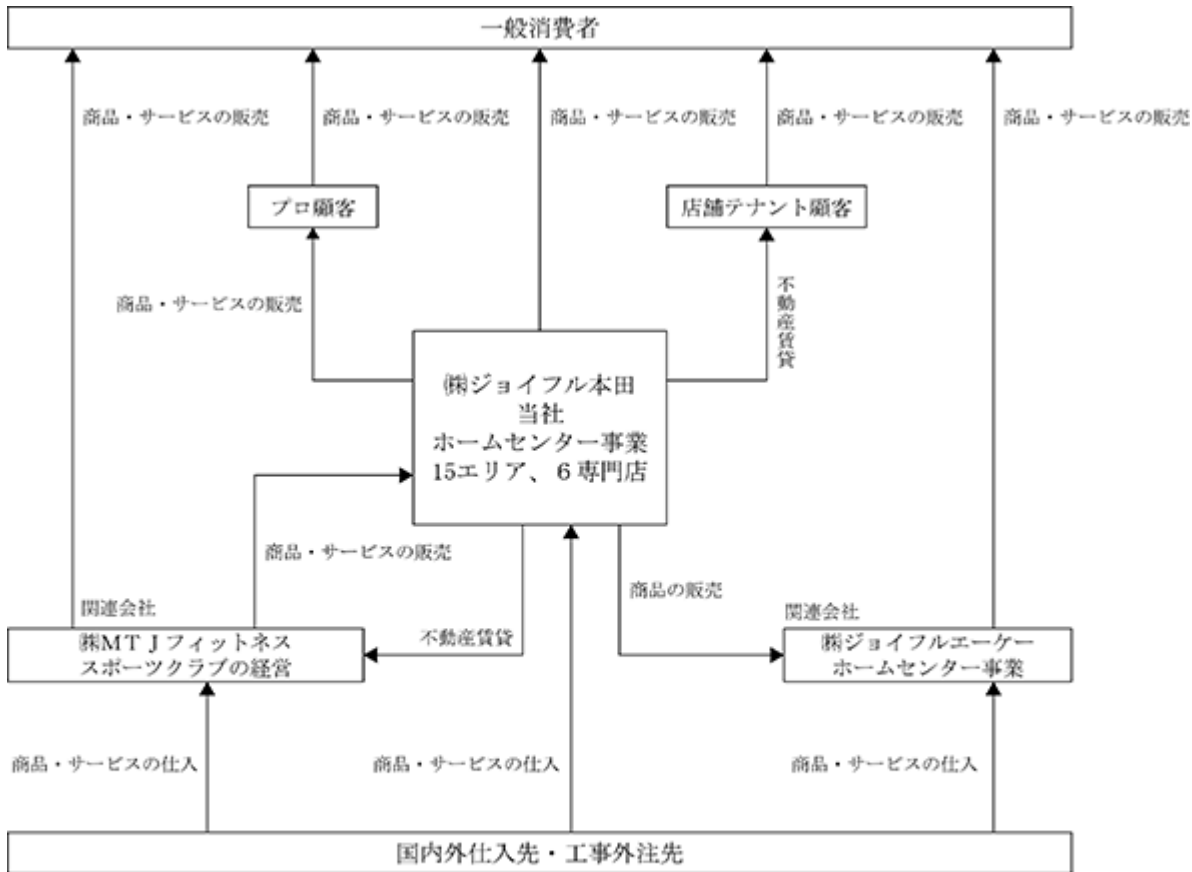 一般消費者
商品・サービスの販売
商品・サービスの販売
商品・サービスの販売
商品・サービスの販売
商品・サービスの販売
プロ顧客
店舗テナント顧客
商品・サービスの販売
不動産賃貸
㈱ジョイフル本田
当社
ホームセンター事業
15エリア、6専門店
商品・サービスの販売
商品の販売
関連会社
関連会社
不動産賃貸
㈱MTJフィットネス
スポーツクラブの経営
㈱ジョイフルエーケー
ホームセンター事業
商品・サービスの仕入
商品・サービスの仕入
商品・サービスの仕入
国内外仕入先・工事外注先